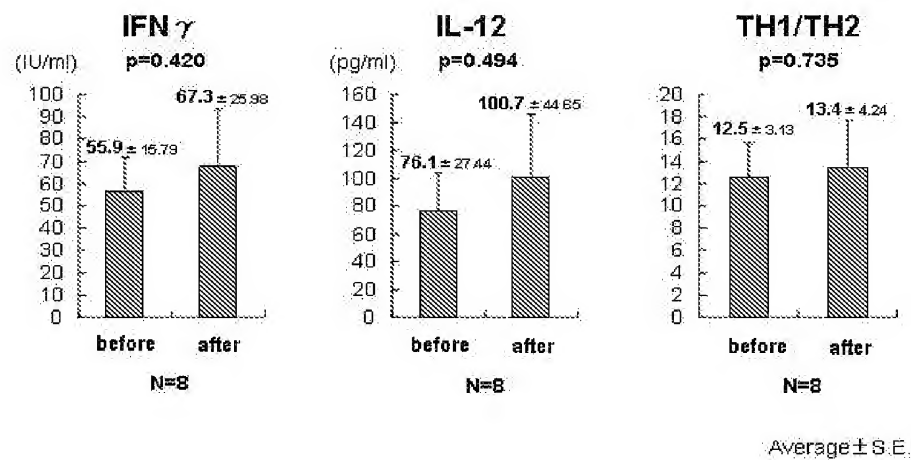 IFN γ
p=0.420
(IU/ml)
100
90
80
70
60
50
40
30
20
10
0
55.9 ± 15.79
67.3 ± 25.98
before after
N=8
IL-12
p=0.494
(pg/ml)
160
140
120
100
80
60
40
20
0
76.1 ± 27.44
100.7 ± 44.65
before after
N=8
TH1/TH2
p=0.735
20
18
16
14
12
10
8
6
4
2
0
12.5 ± 3.13
13.4 ± 4.24
before after
N=8
Average ± S.E